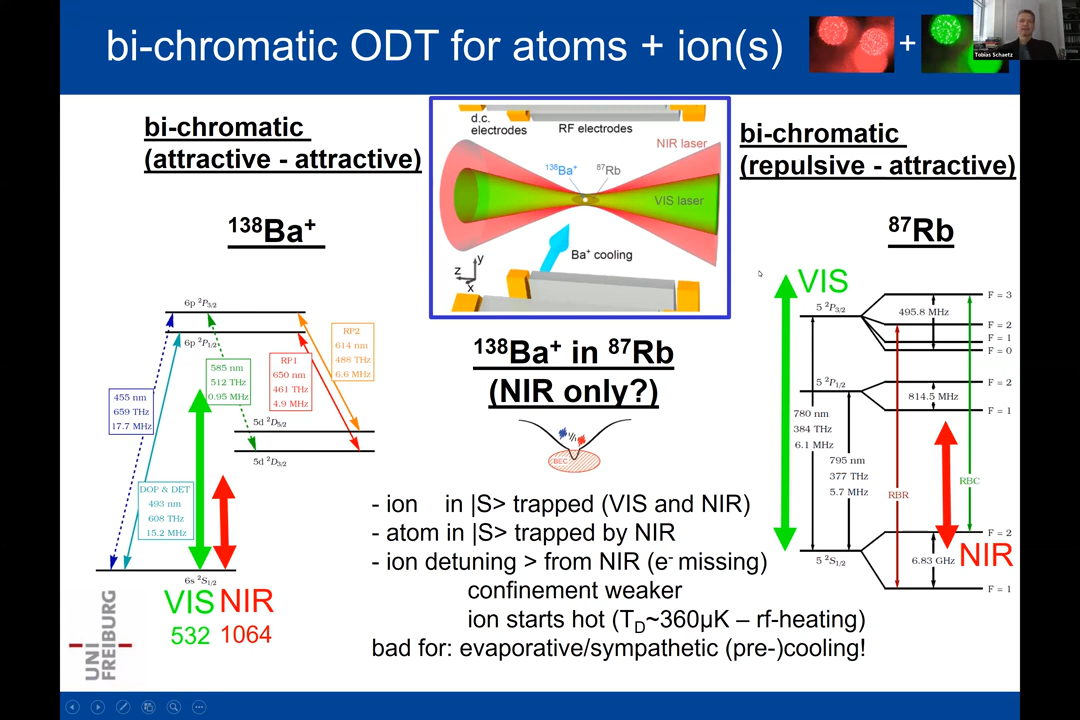 bi-chromatic ODT for atoms + ion(s)
+
Tobias Schaetz
bi-chromatic
(attractive - attractive)
138Ba+
6p ²P3/2
6p ²P1/2
455 nm
659 THz
17.7 MHz
585 nm
512 THz
0.95 MHz
RP1
650 nm
461 THz
4.9 MHz
RP2
614 nm
488 THz
6.6 MHz
5d ²D5/2
5d ²D3/2
DOP & DET
493 nm
608 THz
15.2 MHz
6s ²S1/2
VIS NIR
532 1064
UNI
FREIBURG
d.c.
electrodes
RF electrodes
NIR laser
138Ba+
87Rb
VIS laser
Ba+ cooling
y
z
x
138Ba+ in 87Rb
(NIR only?)
BEC
- ion in |S> trapped (VIS and NIR)
- atom in |S> trapped by NIR
- ion detuning > from NIR (e- missing)
confinement weaker
ion starts hot (TD~360µK – rf-heating)
bad for: evaporative/sympathetic (pre-)cooling!
bi-chromatic
(repulsive - attractive)
87Rb
VIS
5 ²P3/2
495.8 MHz
F = 3
F = 2
F = 1
F = 0
5 ²P1/2
814.5 MHz
F = 2
F = 1
780 nm
384 THz
6.1 MHz
795 nm
377 THz
5.7 MHz
RBR
RBC
5 ²S1/2
6.83 GHz
F = 2
NIR
F = 1